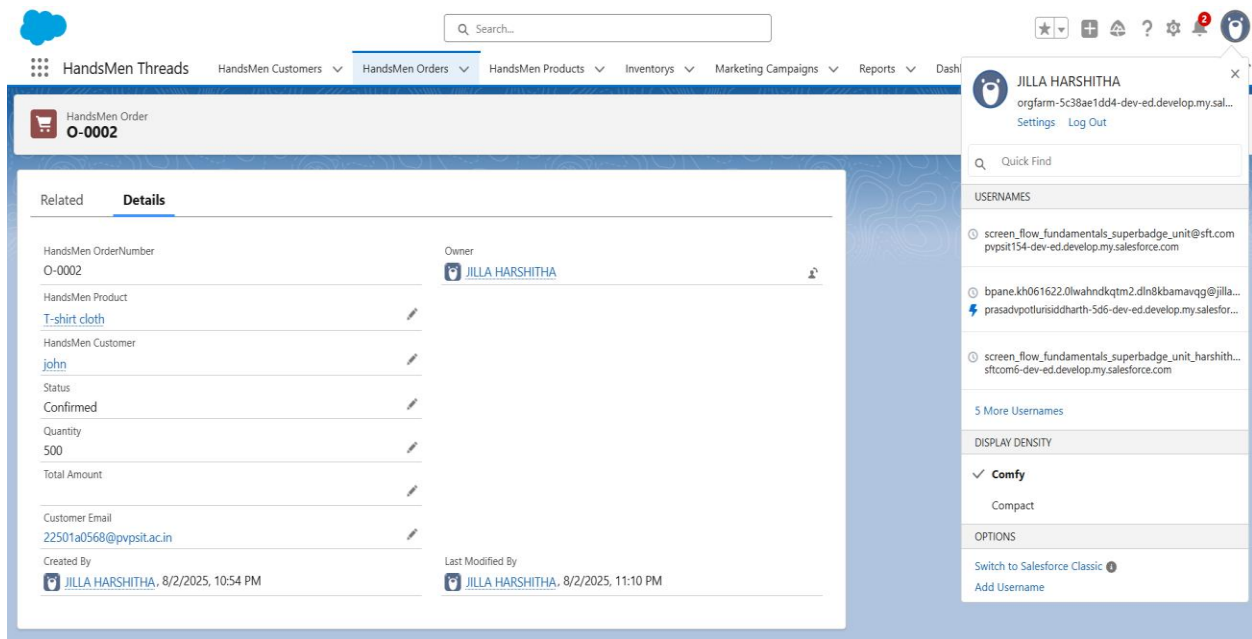 Search...
2
HandsMen Threads
HandsMen Customers
HandsMen Orders
HandsMen Products
Inventorys
Marketing Campaigns
Reports
HandsMen Order
O-0002
Related
Details
HandsMen OrderNumber
O-0002
Owner
JILLA HARSHITHA
HandsMen Product
T-shirt cloth
HandsMen Customer
john
Status
Confirmed
Quantity
500
Total Amount
Customer Email
22501a0568@pvpsit.ac.in
Created By
JILLA HARSHITHA, 8/2/2025, 10:54 PM
Last Modified By
JILLA HARSHITHA, 8/2/2025, 11:10 PM
JILLA HARSHITHA
orgfarm-5c38ae1dd4-dev-ed.develop.my.sal...
Settings Log Out
Quick Find
USERNAMES
screen_flow_fundamentals_superbadge_unit@sft.com
pvpsit154-dev-ed.develop.my.salesforce.com
bpane.kh061622.0lwahndkqtm2.dln8kbamavqg@jilla...
prasadvpotlurisiddharth-5d6-dev-ed.develop.my.salesfor...
screen_flow_fundamentals_superbadge_unit_harshith...
sftcom6-dev-ed.develop.my.salesforce.com
5 More Usernames
DISPLAY DENSITY
Comfy
Compact
OPTIONS
Switch to Salesforce Classic
Add Username